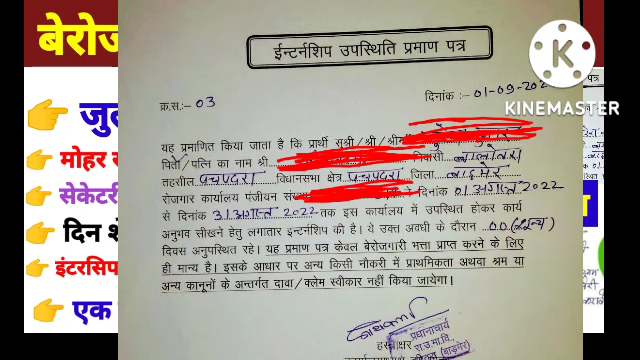 बेरोज
ईन्टर्नशिप उपस्थिति प्रमाण पत्र
KINEMASTER
क्र.स:- 03
दिनांक :- 01-09-202
यह प्रमाणित किया जाता है कि प्रार्थी सुश्री/श्री/श्रीम
पिता/पत्नि का नाम श्री निवासी बालोतरा
तहसील पचपदरा विधानसभा क्षेत्र पचपदरा जिला बाड़मेर
रोजगार कार्यालय पंजीयन संख्या दिनांक 01 अगस्त 2022
से दिनांक 31 अगस्त 2022 तक इस कार्यालय में उपस्थित होकर कार्य
अनुभव सीखने हेतु लगातार इंटर्नशिप की है। ये उक्त अवधी के दौरान 00 (शून्य)
दिवस अनुपस्थित रहे। यह प्रमाण पत्र केवल बेरोजगारी भत्ता प्राप्त करने के लिए
ही मान्य है। इसके आधार पर अन्य किसी नौकरी में प्राथमिकता अथवा श्रम या
अन्य कानूनों के अन्तर्गत दावा/क्लेम स्वीकार नहीं किया जायेगा।
हस्ताक्षर
प्रधानाचार्य
रा.उ.मा.वि.
(बाड़मेर)
जुल
मोहर
सेकेटरी
दिन
इंटरसिप
एक